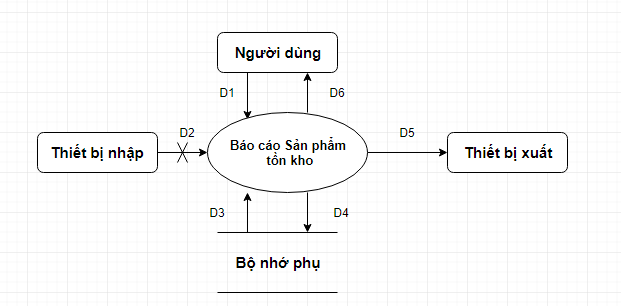 Người dùng
D1
D6
D2
D5
Thiết bị nhập
Báo cáo Sản phẩm
tồn kho
Thiết bị xuất
D3
D4
Bộ nhớ phụ